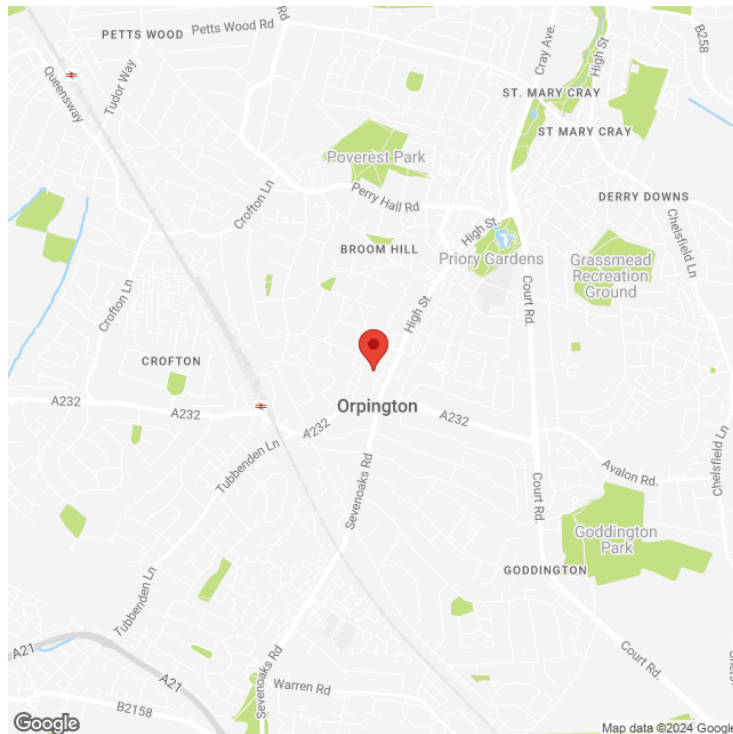 PETTS WOOD
Petts Wood Rd
Rd
Cray Ave.
High St
B258
Queensway
Tudor Way
ST. MARY CRAY
ST MARY CRAY
Poverest Park
Crofton Ln
Perry Hall Rd
DERRY DOWNS
Chelsfield Ln
High St.
BROOM HILL
Priory Gardens
Grassmead
Recreation
Ground
Crofton Ln
High St.
Court Rd.
CROFTON
A232
A232
Orpington
A232
A232
Tubbenden Ln
Sevenoaks Rd
Avalon Rd.
Chelsfield Ln
Court Rd.
Goddington
Park
GODDINGTON
Tubbenden Ln
A21
A21
Sevenoaks Rd
Warren Rd
Court Rd.
B2158
Google
Map data ©2024 Google